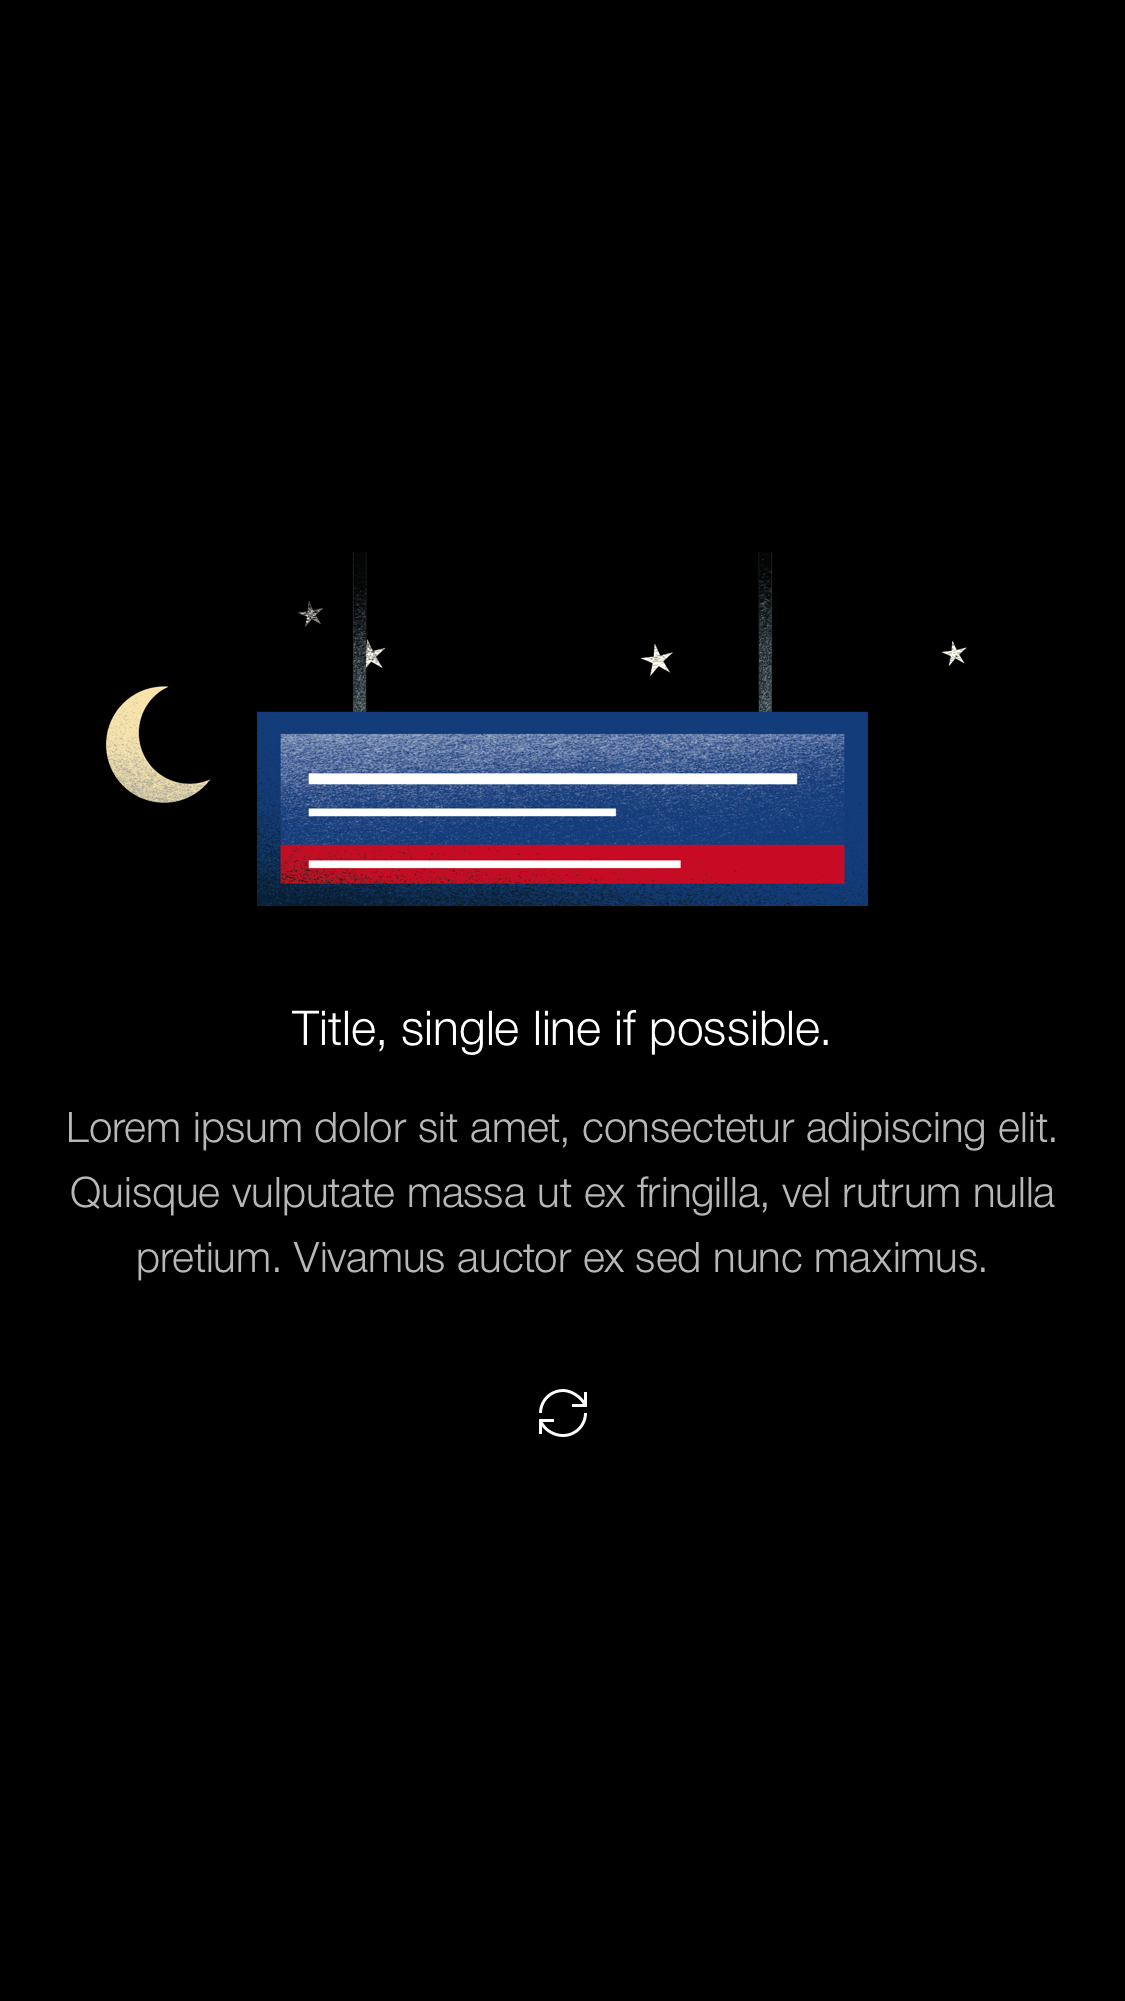 Title, single line if possible.
Lorem ipsum dolor sit amet, consectetur adipiscing elit.
Quisque vulputate massa ut ex fringilla, vel rutrum nulla
pretium. Vivamus auctor ex sed nunc maximus.